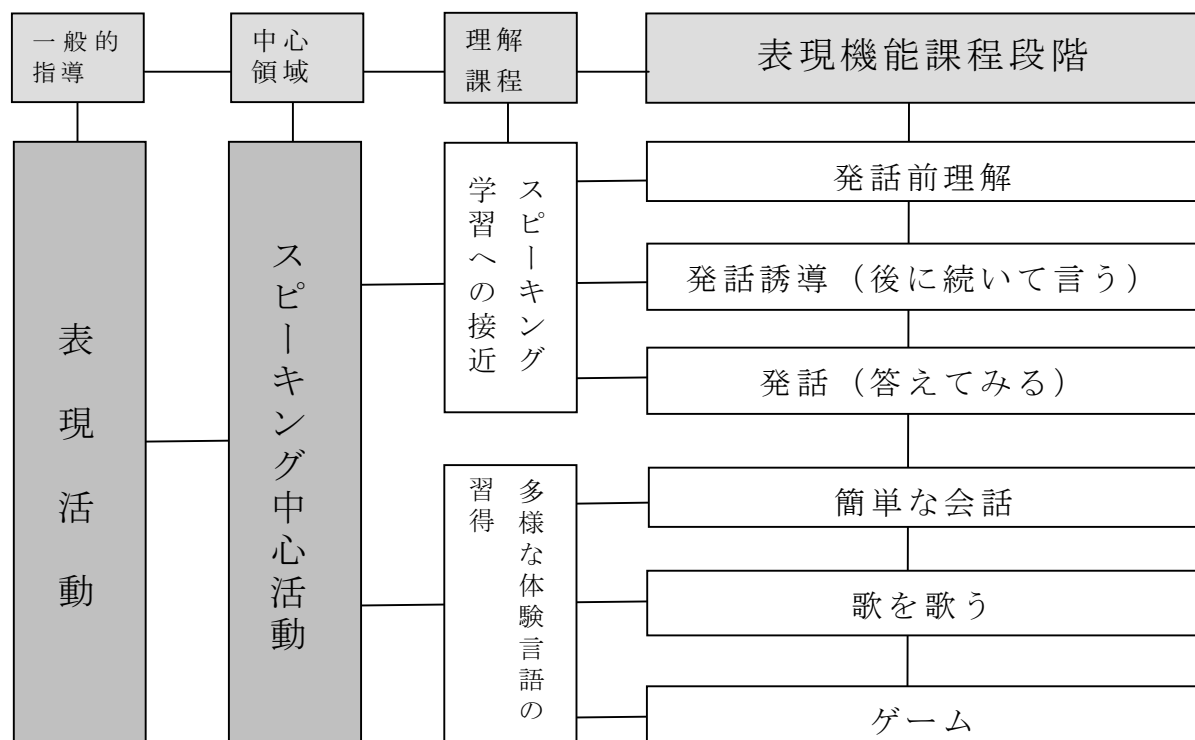 一般的
指導
中心
領域
理解
課程
表現機能課程段階
表現活動
スピーキング中心活動
スピーキング
学習への接近
発話前理解
発話誘導（後に続いて言う）
発話（答えてみる）
多様な体験言語の
習得
簡単な会話
歌を歌う
ゲーム